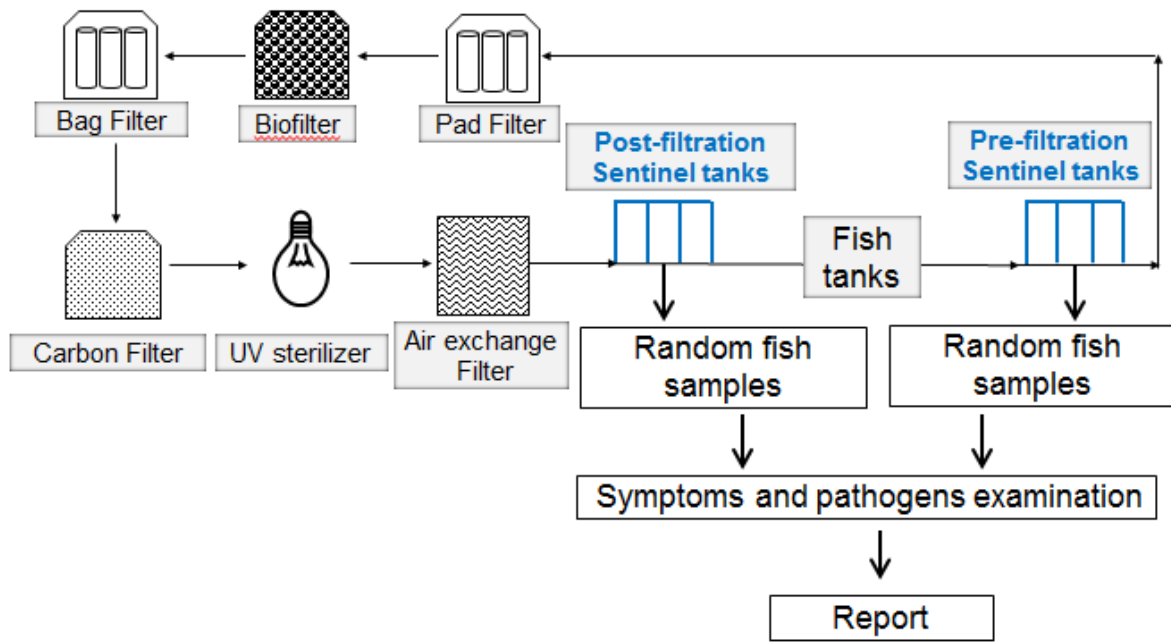 Bag Filter
Biofilter
Pad Filter
Post-filtration
Sentinel tanks
Pre-filtration
Sentinel tanks
Fish
tanks
Carbon Filter
UV sterilizer
Air exchange
Filter
Random fish
samples
Random fish
samples
Symptoms and pathogens examination
Report